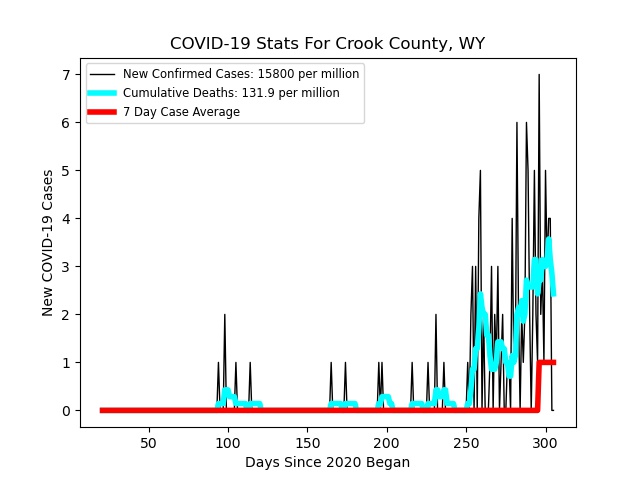 COVID-19 Stats For Crook County, WY
New Confirmed Cases: 15800 per million
Cumulative Deaths: 131.9 per million
7 Day Case Average
New COVID-19 Cases
7
6
5
4
3
2
1
0
50 100 150 200 250 300
Days Since 2020 Began